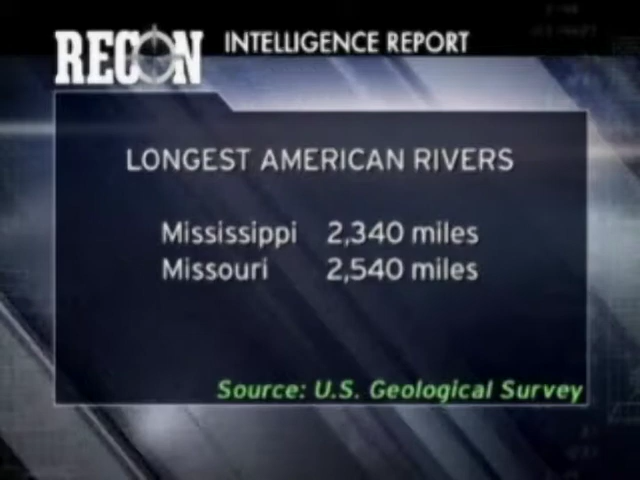 RECON INTELLIGENCE REPORT
LONGEST AMERICAN RIVERS
Mississippi 2,340 miles
Missouri 2,540 miles
Source: U.S. Geological Survey